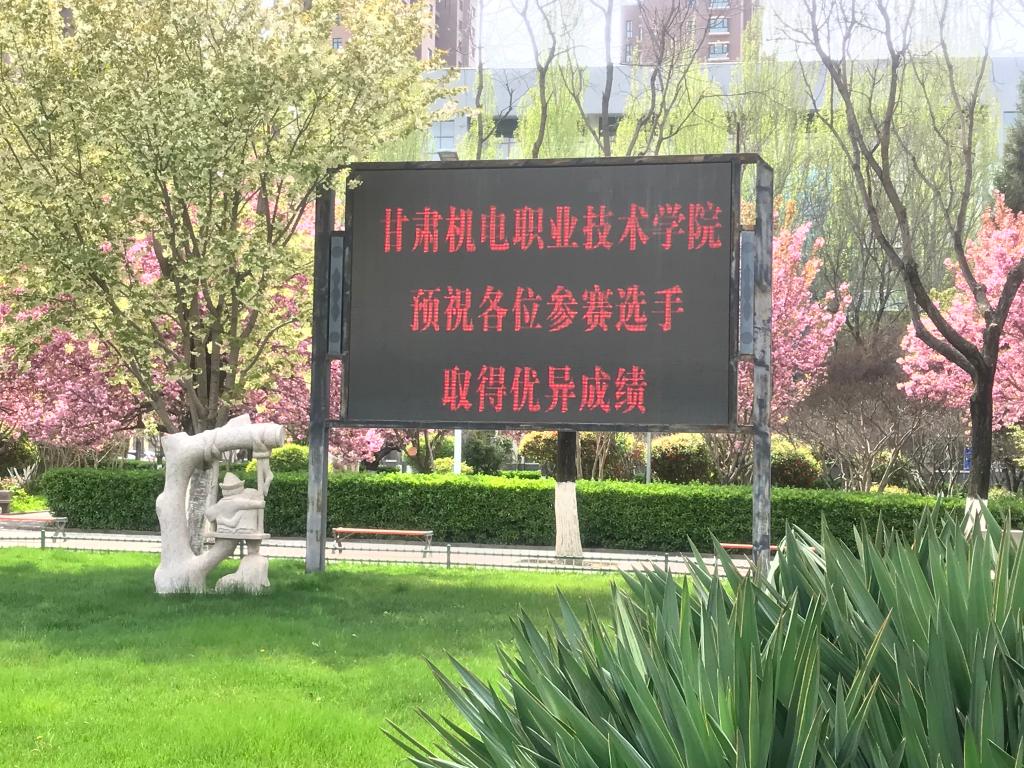 甘肃机电职业技术学院
预祝各位参赛选手
取得优异成绩